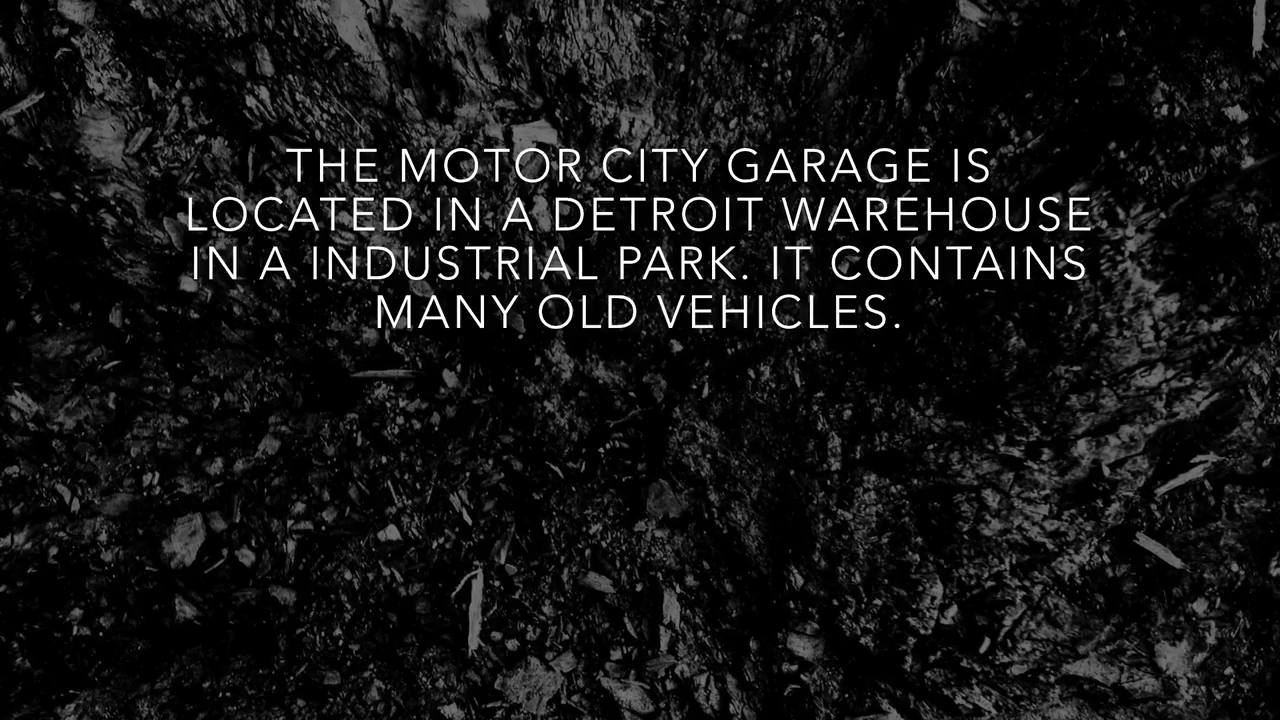 THE MOTOR CITY GARAGE IS
LOCATED IN A DETROIT WAREHOUSE
IN A INDUSTRIAL PARK. IT CONTAINS
MANY OLD VEHICLES.